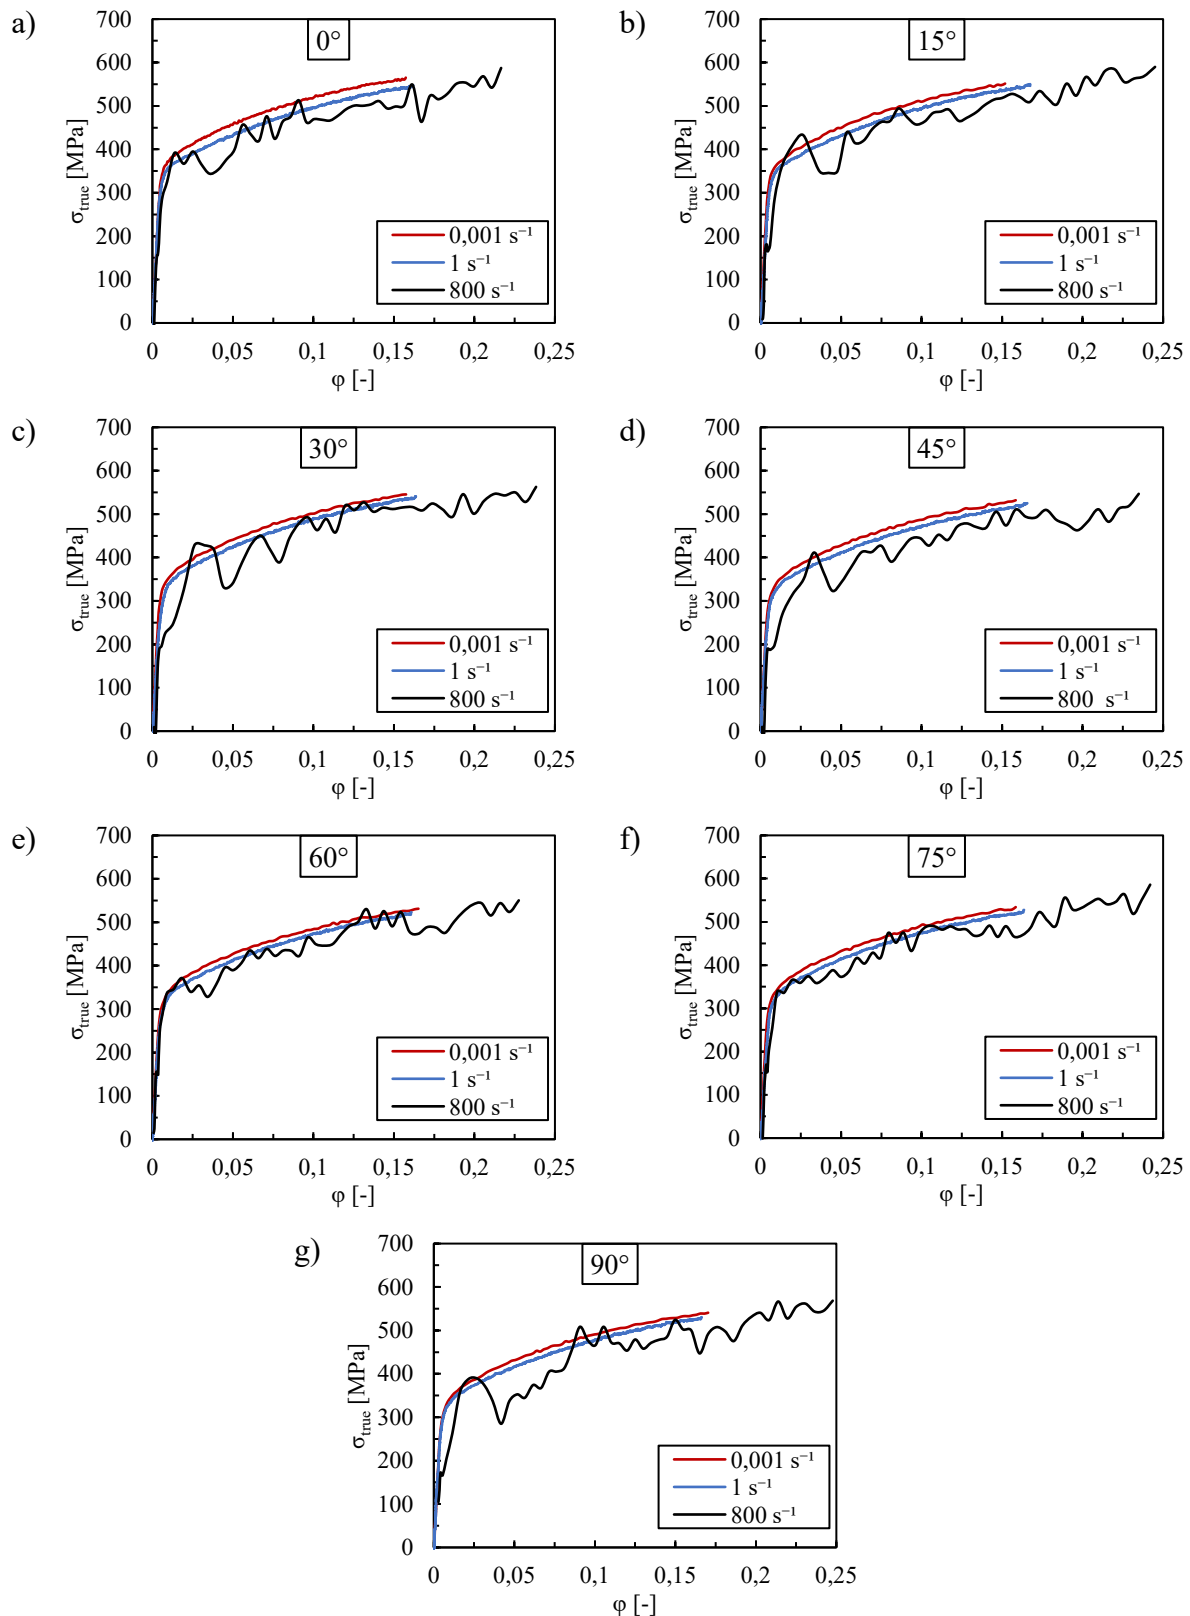 a)
0°
700
600
500
400
300
200
100
0
σtrue [MPa]
0,001 s⁻¹
1 s⁻¹
800 s⁻¹
0 0,05 0,1 0,15 0,2 0,25
φ [-]
b)
15°
700
600
500
400
300
200
100
0
σtrue [MPa]
0,001 s⁻¹
1 s⁻¹
800 s⁻¹
0 0,05 0,1 0,15 0,2 0,25
φ [-]
c)
30°
700
600
500
400
300
200
100
0
σtrue [MPa]
0,001 s⁻¹
1 s⁻¹
800 s⁻¹
0 0,05 0,1 0,15 0,2 0,25
φ [-]
d)
45°
700
600
500
400
300
200
100
0
σtrue [MPa]
0,001 s⁻¹
1 s⁻¹
800 s⁻¹
0 0,05 0,1 0,15 0,2 0,25
φ [-]
e)
60°
700
600
500
400
300
200
100
0
σtrue [MPa]
0,001 s⁻¹
1 s⁻¹
800 s⁻¹
0 0,05 0,1 0,15 0,2 0,25
φ [-]
f)
75°
700
600
500
400
300
200
100
0
σtrue [MPa]
0,001 s⁻¹
1 s⁻¹
800 s⁻¹
0 0,05 0,1 0,15 0,2 0,25
φ [-]
g)
90°
700
600
500
400
300
200
100
0
σtrue [MPa]
0,001 s⁻¹
1 s⁻¹
800 s⁻¹
0 0,05 0,1 0,15 0,2 0,25
φ [-]